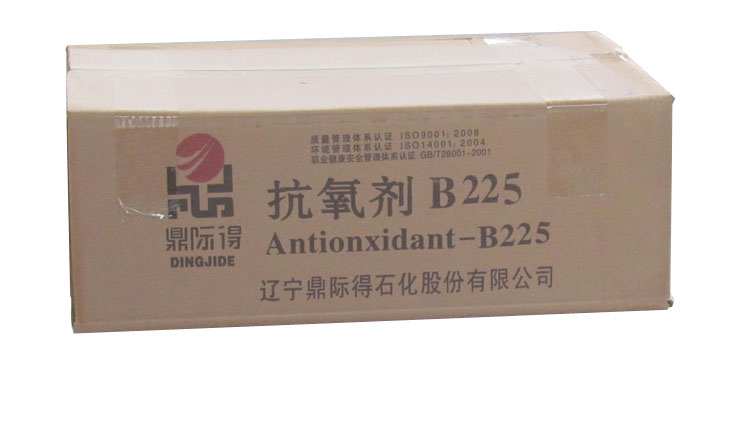 质量管理体系认证 ISO9001: 2008
环境管理体系认证 ISO14001: 2004
职业健康安全管理体系认证 GB/T28001-2001
抗氧剂 B225
Antionxidant-B225
鼎际得
DINGJIDE
辽宁鼎际得石化股份有限公司